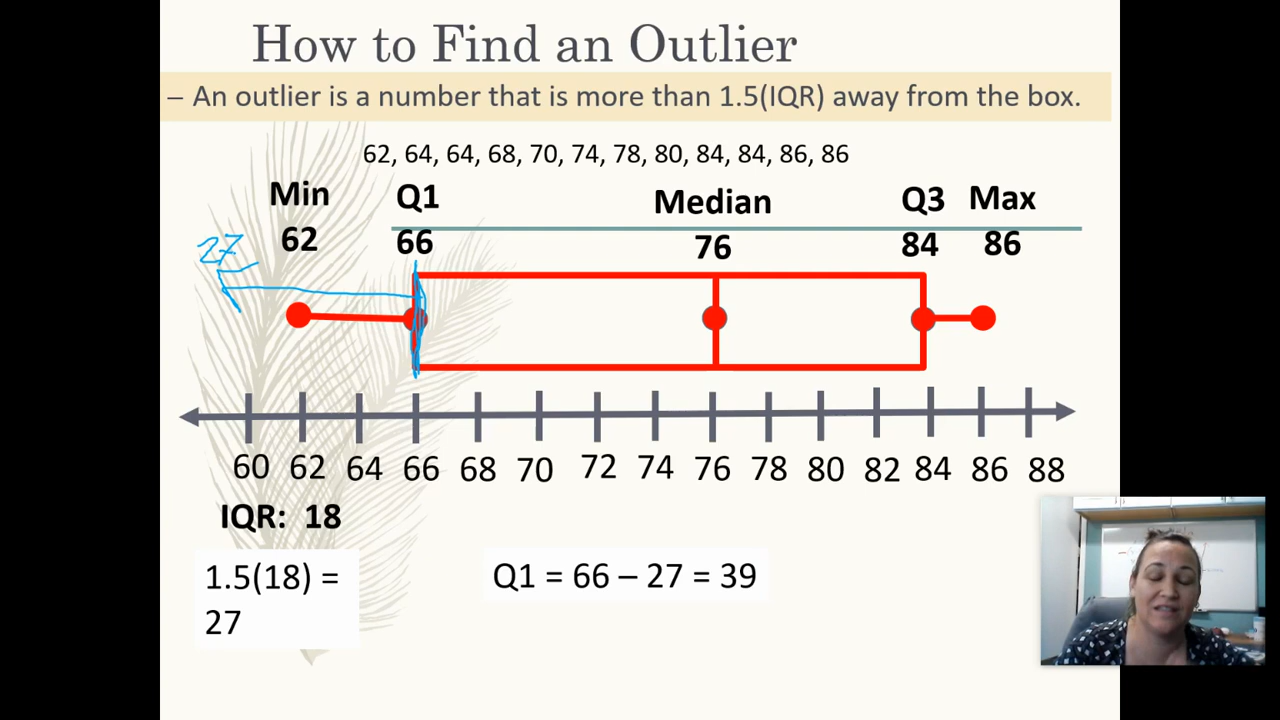 How to Find an Outlier
– An outlier is a number that is more than 1.5(IQR) away from the box.
62, 64, 64, 68, 70, 74, 78, 80, 84, 84, 86, 86
Min Q1 Median Q3 Max
62 66 76 84 86
27
60 62 64 66 68 70 72 74 76 78 80 82 84 86 88
IQR: 18
1.5(18) =
27
Q1 = 66 – 27 = 39